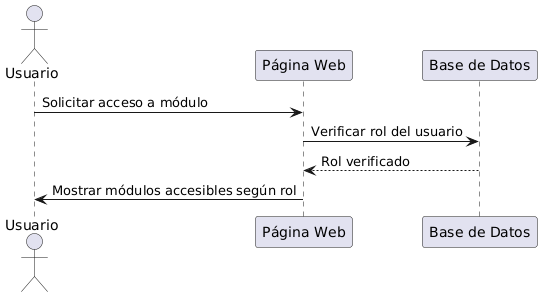 Usuario
Página Web
Base de Datos
Solicitar acceso a módulo
Verificar rol del usuario
Rol verificado
Mostrar módulos accesibles según rol
Usuario
Página Web
Base de Datos